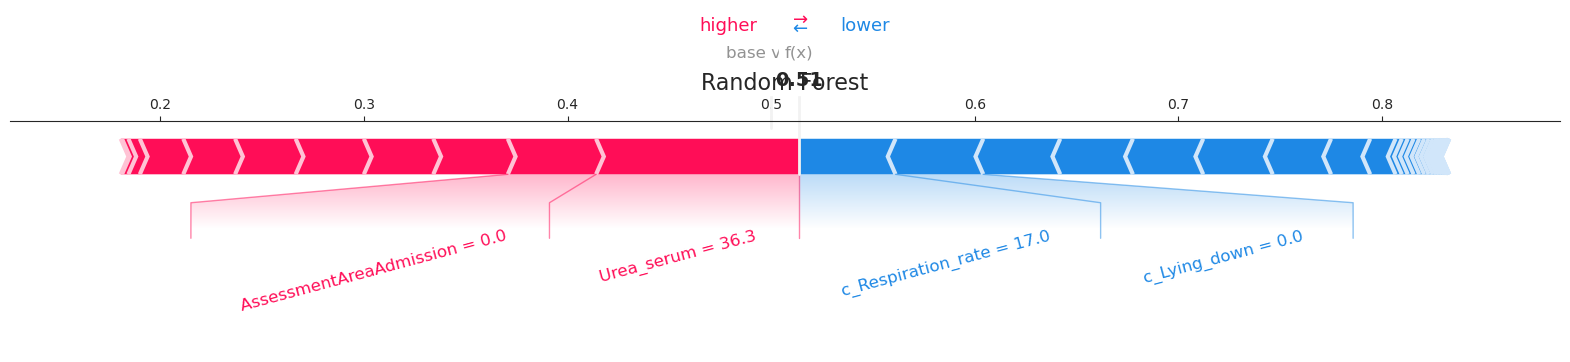 higher lower
base v f(x)
0.51
Random Forest
0.2 0.3 0.4 0.5 0.6 0.7 0.8
AssessmentAreaAdmission = 0.0 Urea_serum = 36.3 c_Respiration_rate = 17.0 c_Lying_down = 0.0